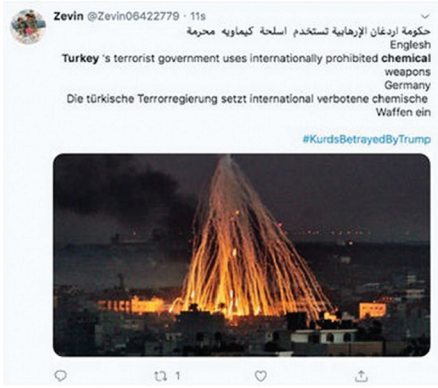 Zevin @Zevin06422779 · 11s
حكومة اردغان الإرهابية تستخدم اسلحة كيماويه محرمة
Englesh
Turkey 's terrorist government uses internationally prohibited chemical
weapons
Germany
Die türkische Terrorregierung setzt international verbotene chemische
Waffen ein
#KurdsBetrayedByTrump
1